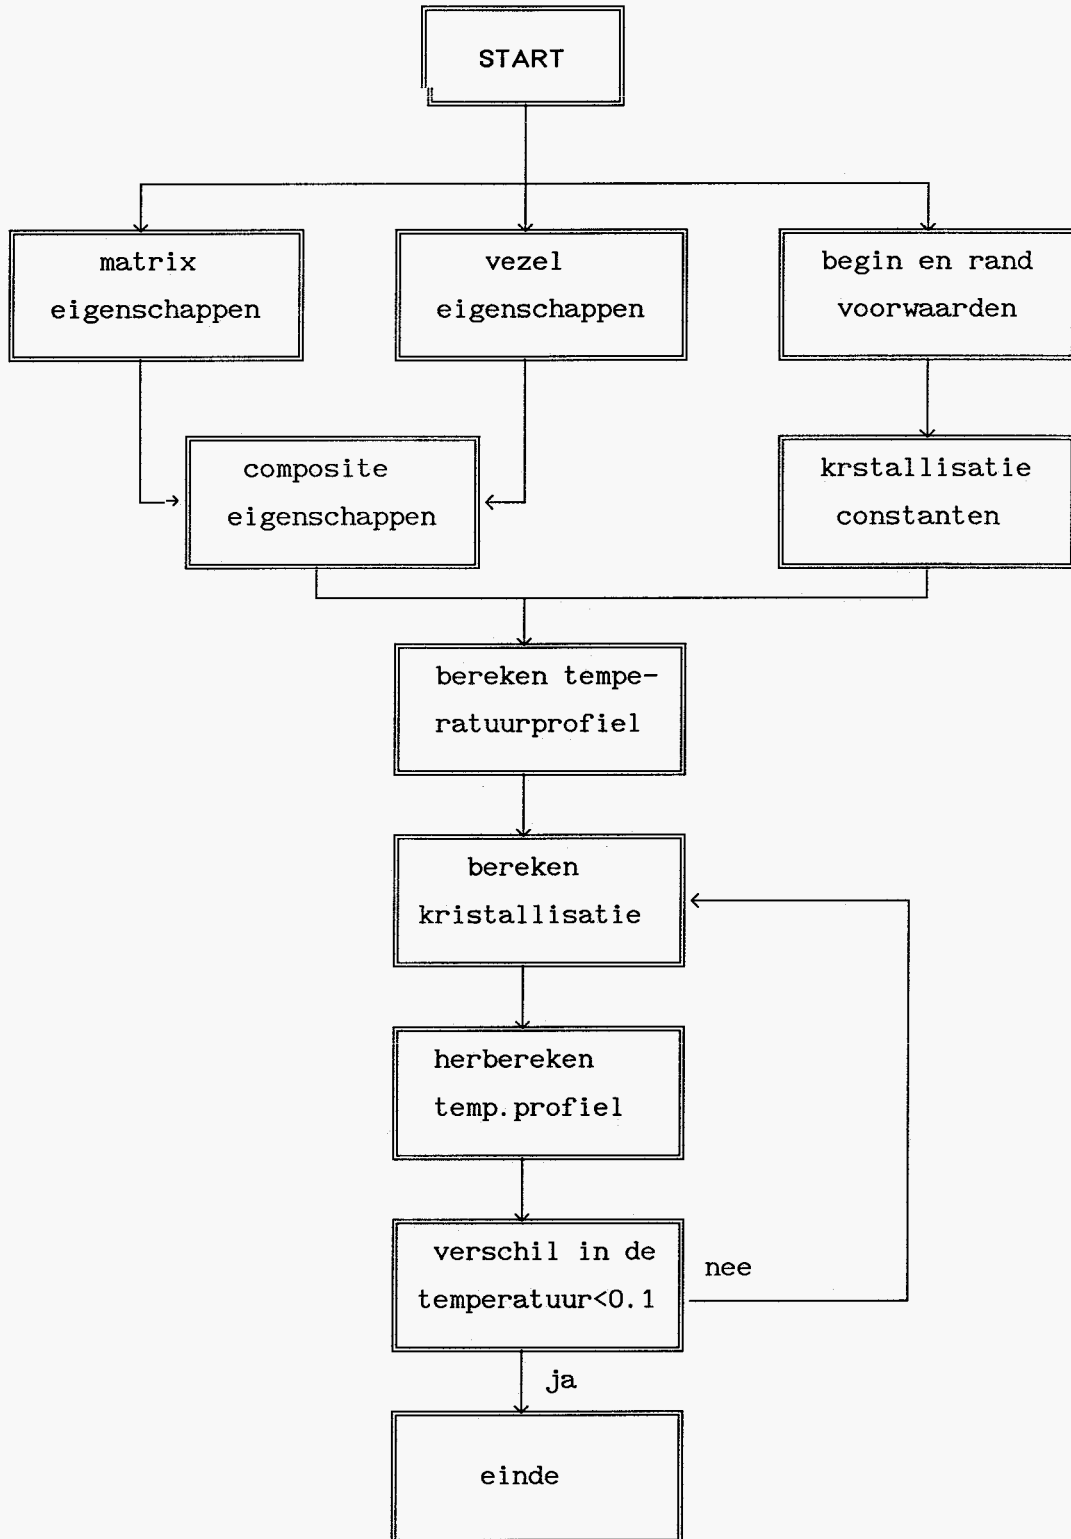 START
matrix
eigenschappen
vezel
eigenschappen
begin en rand
voorwaarden
composite
eigenschappen
krstallisatie
constanten
bereken tempe-
ratuurprofiel
bereken
kristallisatie
herbereken
temp.profiel
verschil in de
temperatuur<0.1
nee
ja
einde